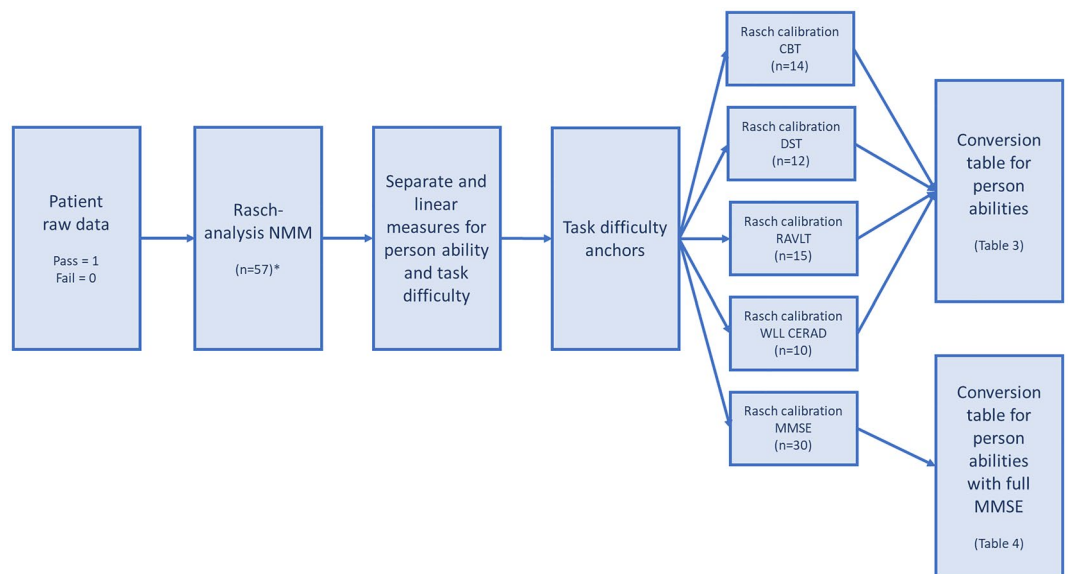 Patient
raw data
Pass = 1
Fail = 0
Rasch-
analysis NMM
(n=57)*
Separate and
linear
measures for
person ability
and task
difficulty
Task difficulty
anchors
Rasch calibration
CBT
(n=14)
Rasch calibration
DST
(n=12)
Rasch calibration
RAVLT
(n=15)
Rasch calibration
WLL CERAD
(n=10)
Rasch calibration
MMSE
(n=30)
Conversion
table for
person
abilities
(Table 3)
Conversion
table for
person
abilities
with full
MMSE
(Table 4)